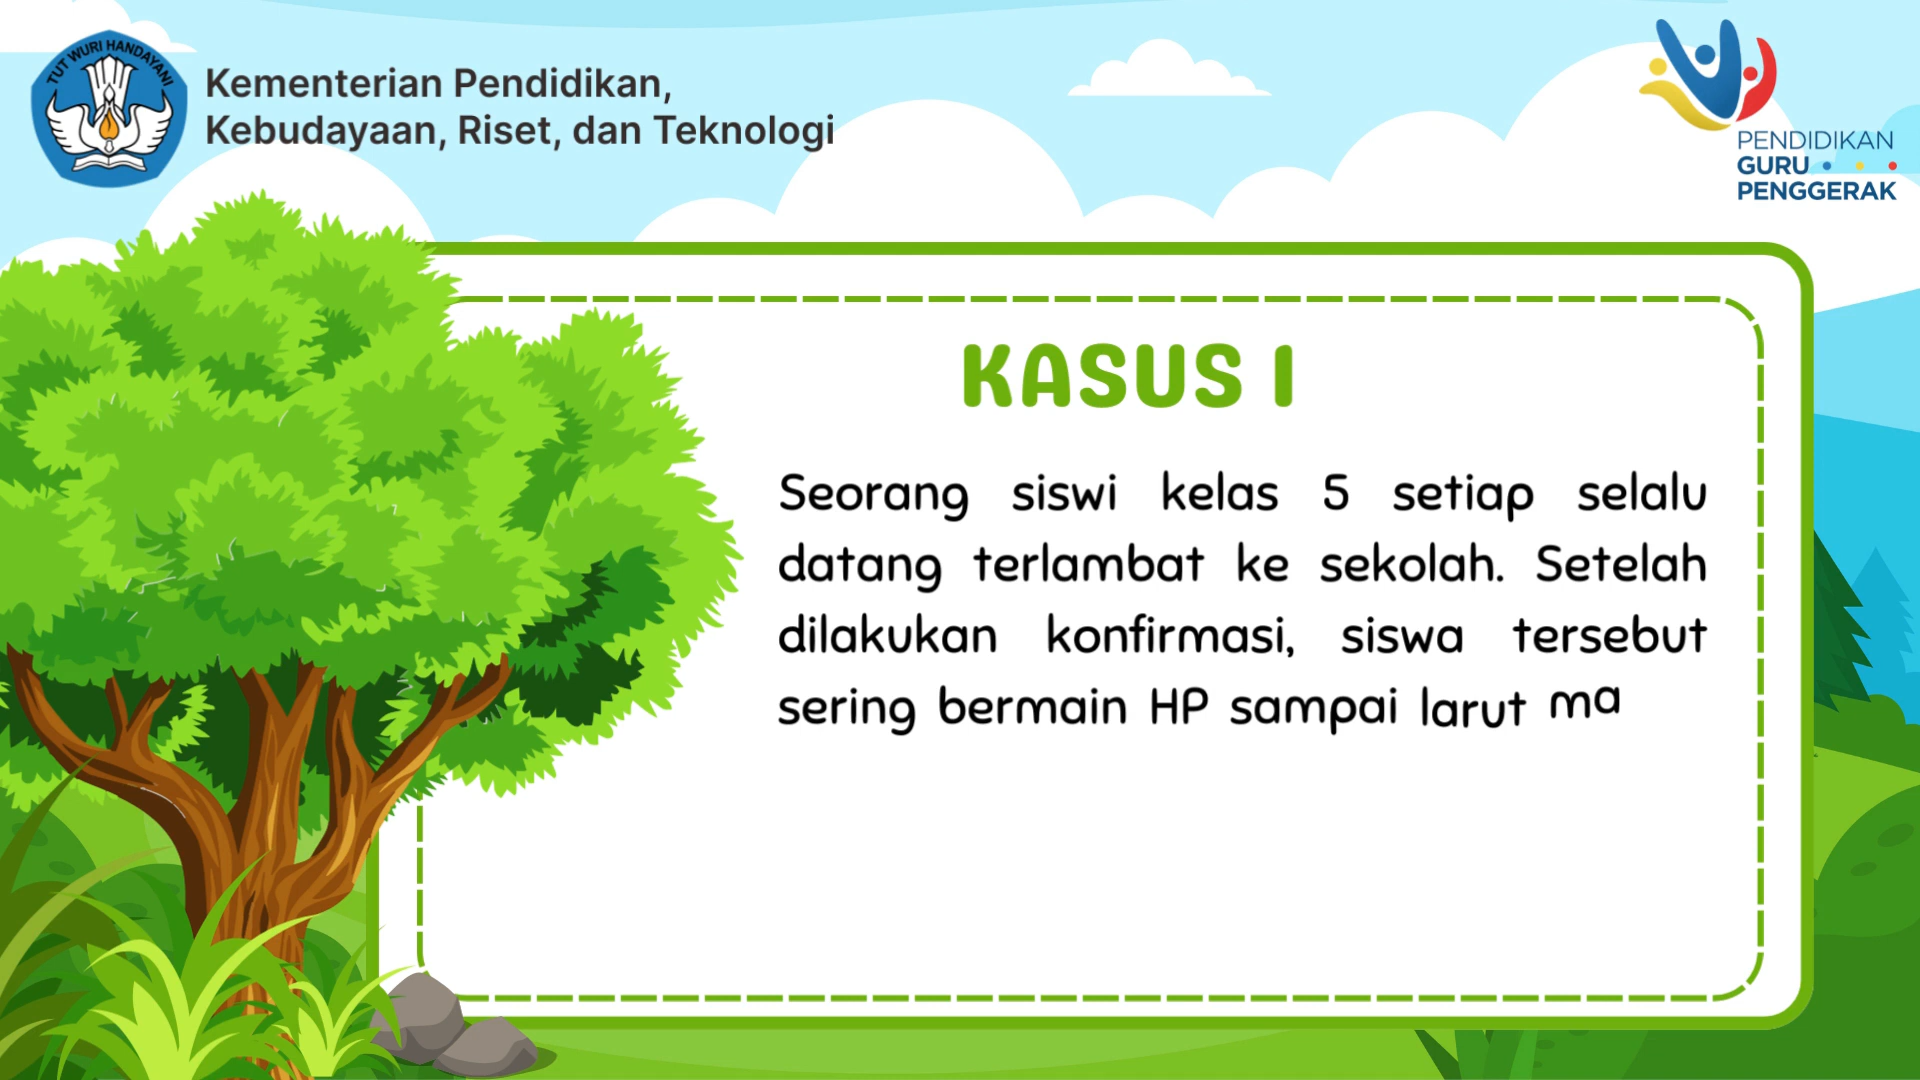 TUT WURI HANDAYANI
Kementerian Pendidikan,
Kebudayaan, Riset, dan Teknologi
PENDIDIKAN
GURU
PENGGERAK
KASUS 1
Seorang siswi kelas 5 setiap selalu
datang terlambat ke sekolah. Setelah
dilakukan konfirmasi, siswa tersebut
sering bermain HP sampai larut ma